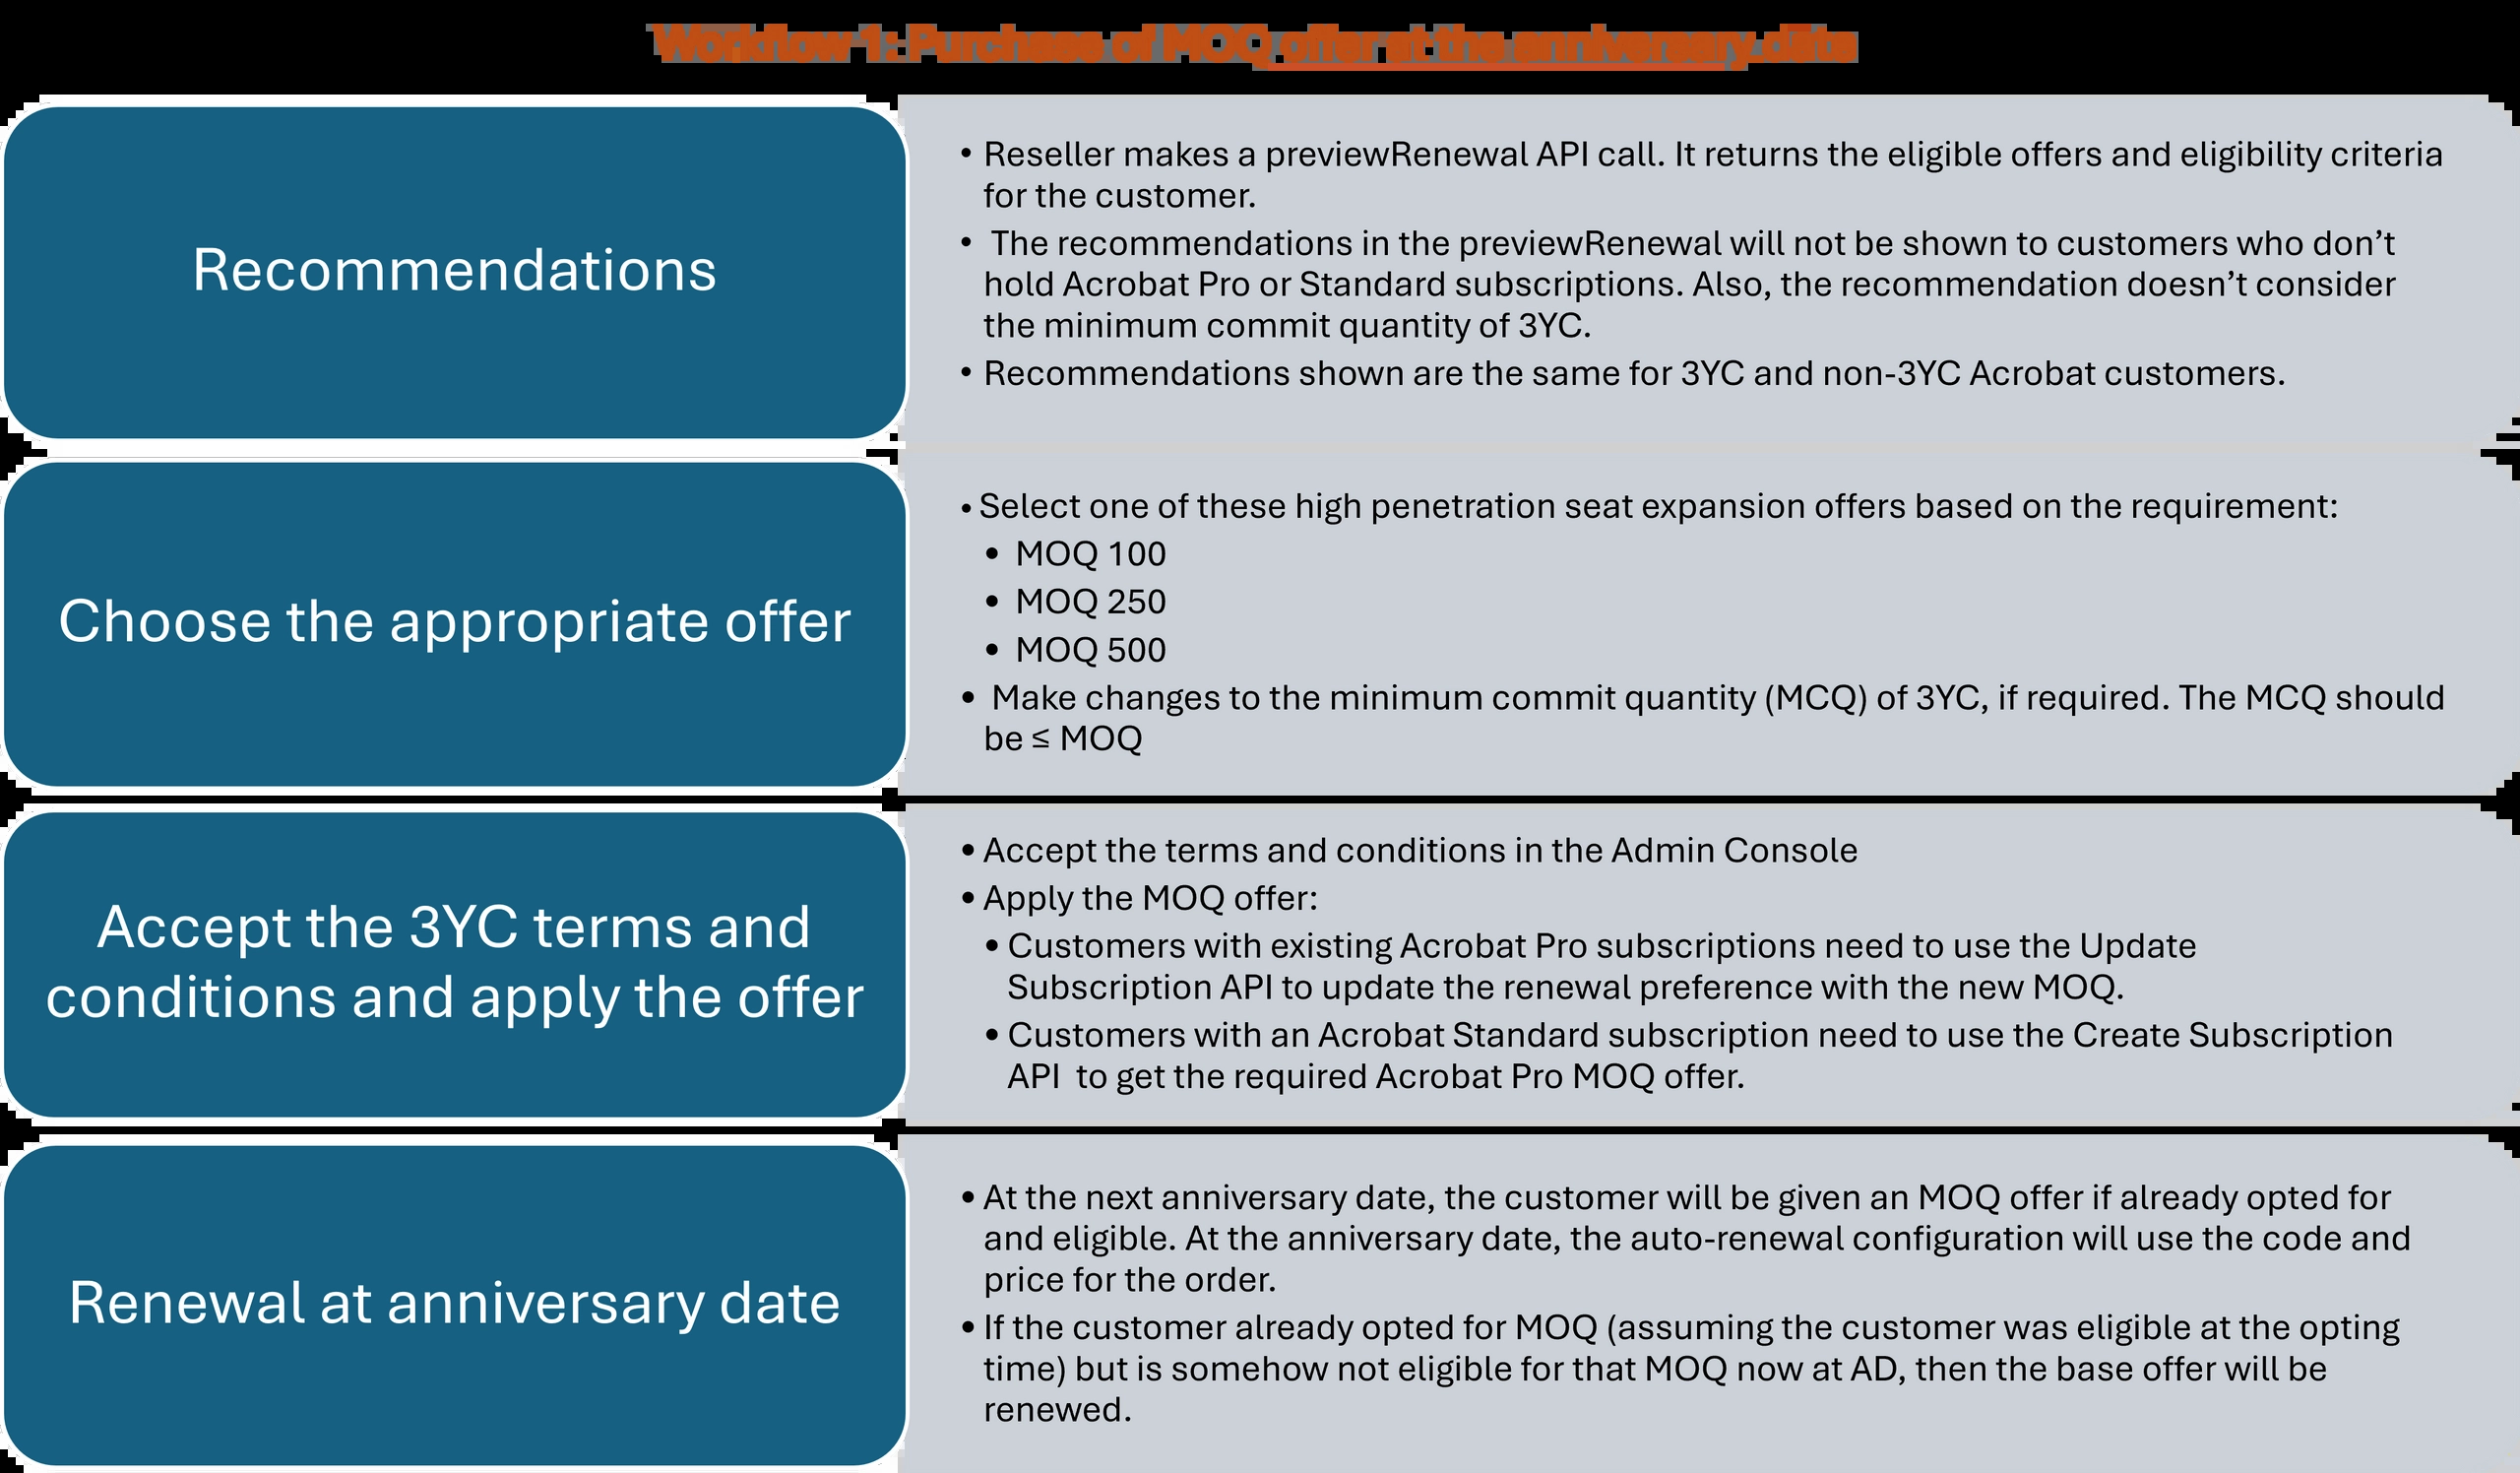 Workflow 1: Purchase of MOQ offer at the anniversary date
Recommendations
• Reseller makes a previewRenewal API call. It returns the eligible offers and eligibility criteria
for the customer.
• The recommendations in the previewRenewal will not be shown to customers who don’t
hold Acrobat Pro or Standard subscriptions. Also, the recommendation doesn’t consider
the minimum commit quantity of 3YC.
• Recommendations shown are the same for 3YC and non-3YC Acrobat customers.
Choose the appropriate offer
• Select one of these high penetration seat expansion offers based on the requirement:
• MOQ 100
• MOQ 250
• MOQ 500
• Make changes to the minimum commit quantity (MCQ) of 3YC, if required. The MCQ should
be ≤ MOQ
Accept the 3YC terms and
conditions and apply the offer
• Accept the terms and conditions in the Admin Console
• Apply the MOQ offer:
• Customers with existing Acrobat Pro subscriptions need to use the Update
Subscription API to update the renewal preference with the new MOQ.
• Customers with an Acrobat Standard subscription need to use the Create Subscription
API to get the required Acrobat Pro MOQ offer.
Renewal at anniversary date
• At the next anniversary date, the customer will be given an MOQ offer if already opted for
and eligible. At the anniversary date, the auto-renewal configuration will use the code and
price for the order.
• If the customer already opted for MOQ (assuming the customer was eligible at the opting
time) but is somehow not eligible for that MOQ now at AD, then the base offer will be
renewed.